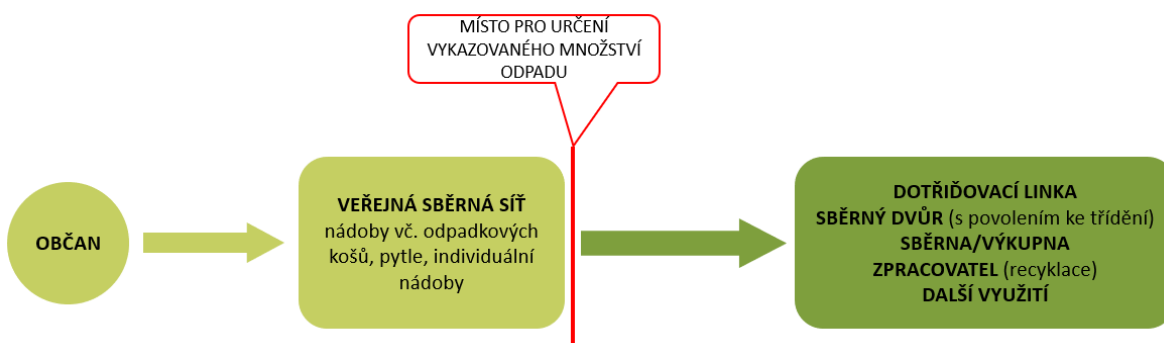 MÍSTO PRO URČENÍ
VYKAZOVANÉHO MNOŽSTVÍ
ODPADU
OBČAN
VEŘEJNÁ SBĚRNÁ SÍŤ
nádoby vč. odpadkových
košů, pytle, individuální
nádoby
DOTŘIĎOVACÍ LINKA
SBĚRNÝ DVŮR (s povolením ke třídění)
SBĚRNA/VÝKUPNA
ZPRACOVATEL (recyklace)
DALŠÍ VYUŽITÍ